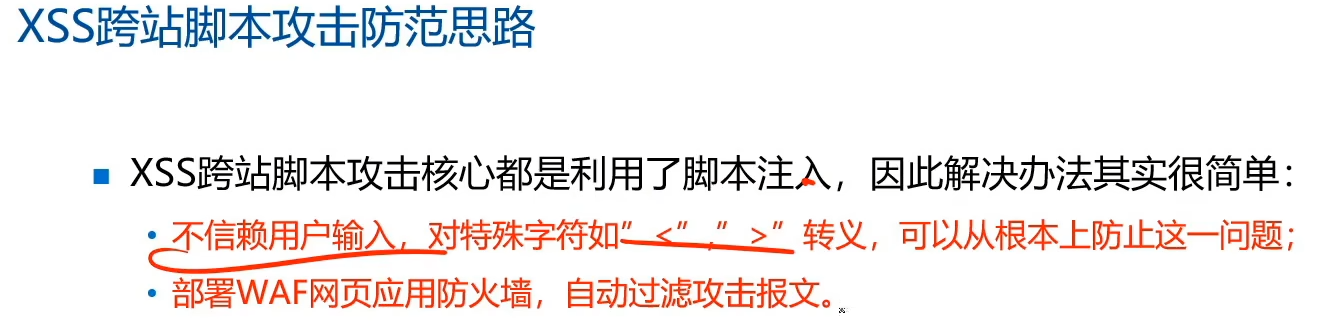 XSS跨站脚本攻击防范思路
XSS跨站脚本攻击核心都是利用了脚本注入，因此解决办法其实很简单：
不信赖用户输入，对特殊字符如”<”,”>”转义，可以从根本上防止这一问题；
部署WAF网页应用防火墙，自动过滤攻击报文。